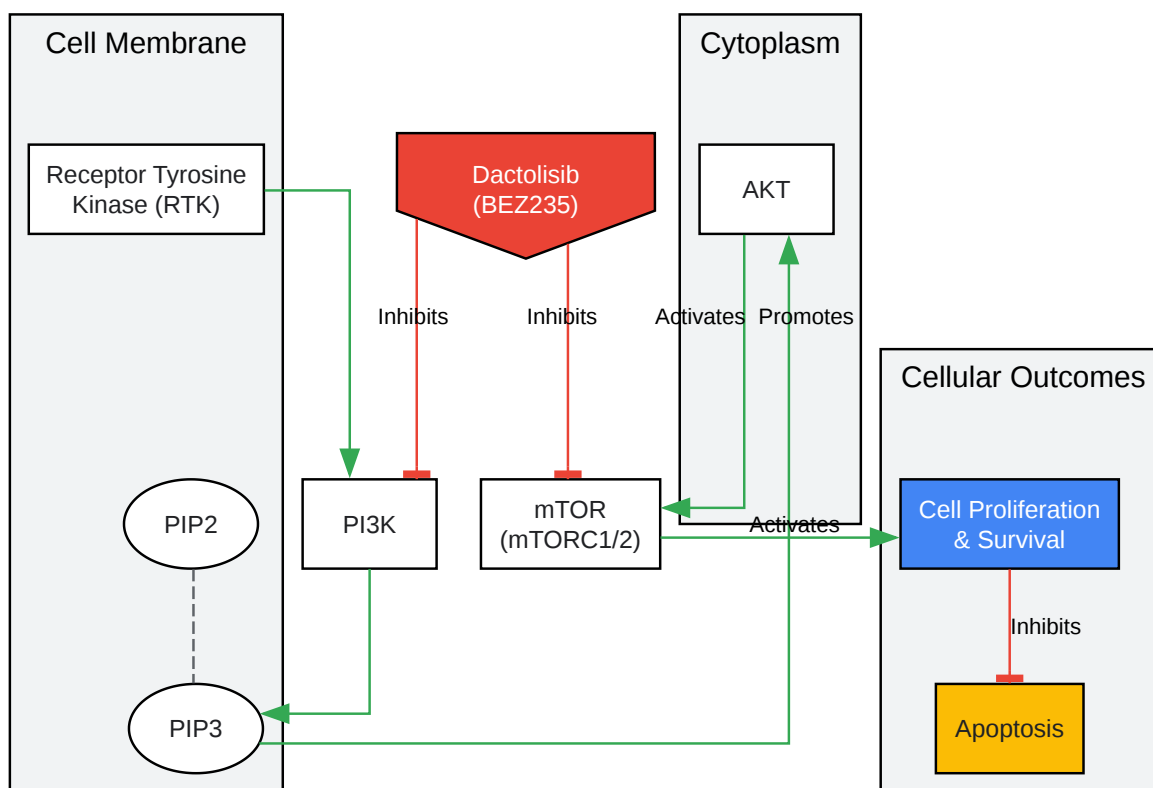 Cell Membrane
Cytoplasm
Receptor Tyrosine
Kinase (RTK)
Dactolisib
(BEZ235)
AKT
Inhibits
Inhibits
Activates
Promotes
Cellular Outcomes
PIP2
PI3K
mTOR
(mTORC1/2)
Activates
Cell Proliferation
& Survival
Inhibits
PIP3
Apoptosis